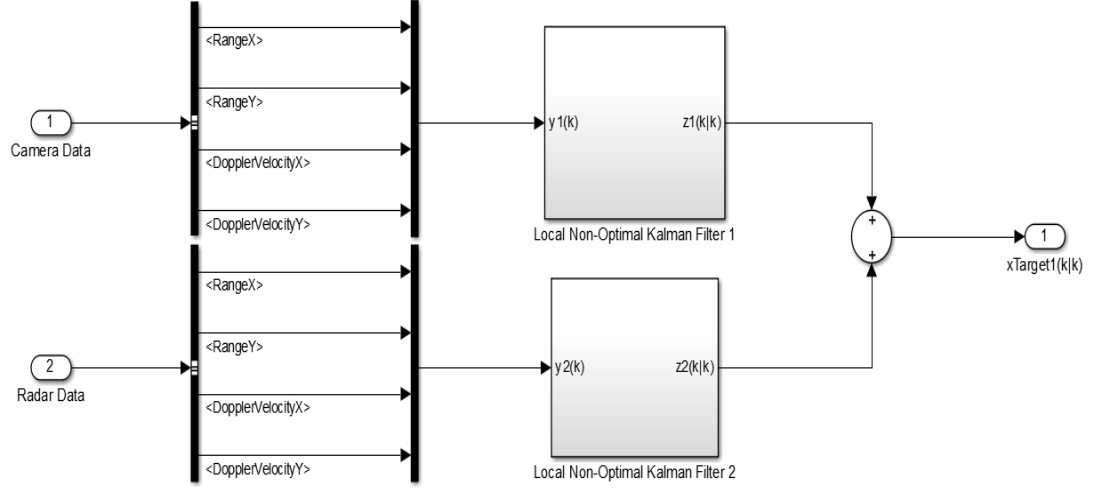 <RangeX>
<RangeY>
1
Camera Data
<DopplerVelocityX>
<DopplerVelocityY>
y1(k)
z1(k|k)
Local Non-Optimal Kalman Filter 1
+
+
1
xTarget1(k|k)
<RangeX>
<RangeY>
2
Radar Data
<DopplerVelocityX>
<DopplerVelocityY>
y2(k)
z2(k|k)
Local Non-Optimal Kalman Filter 2